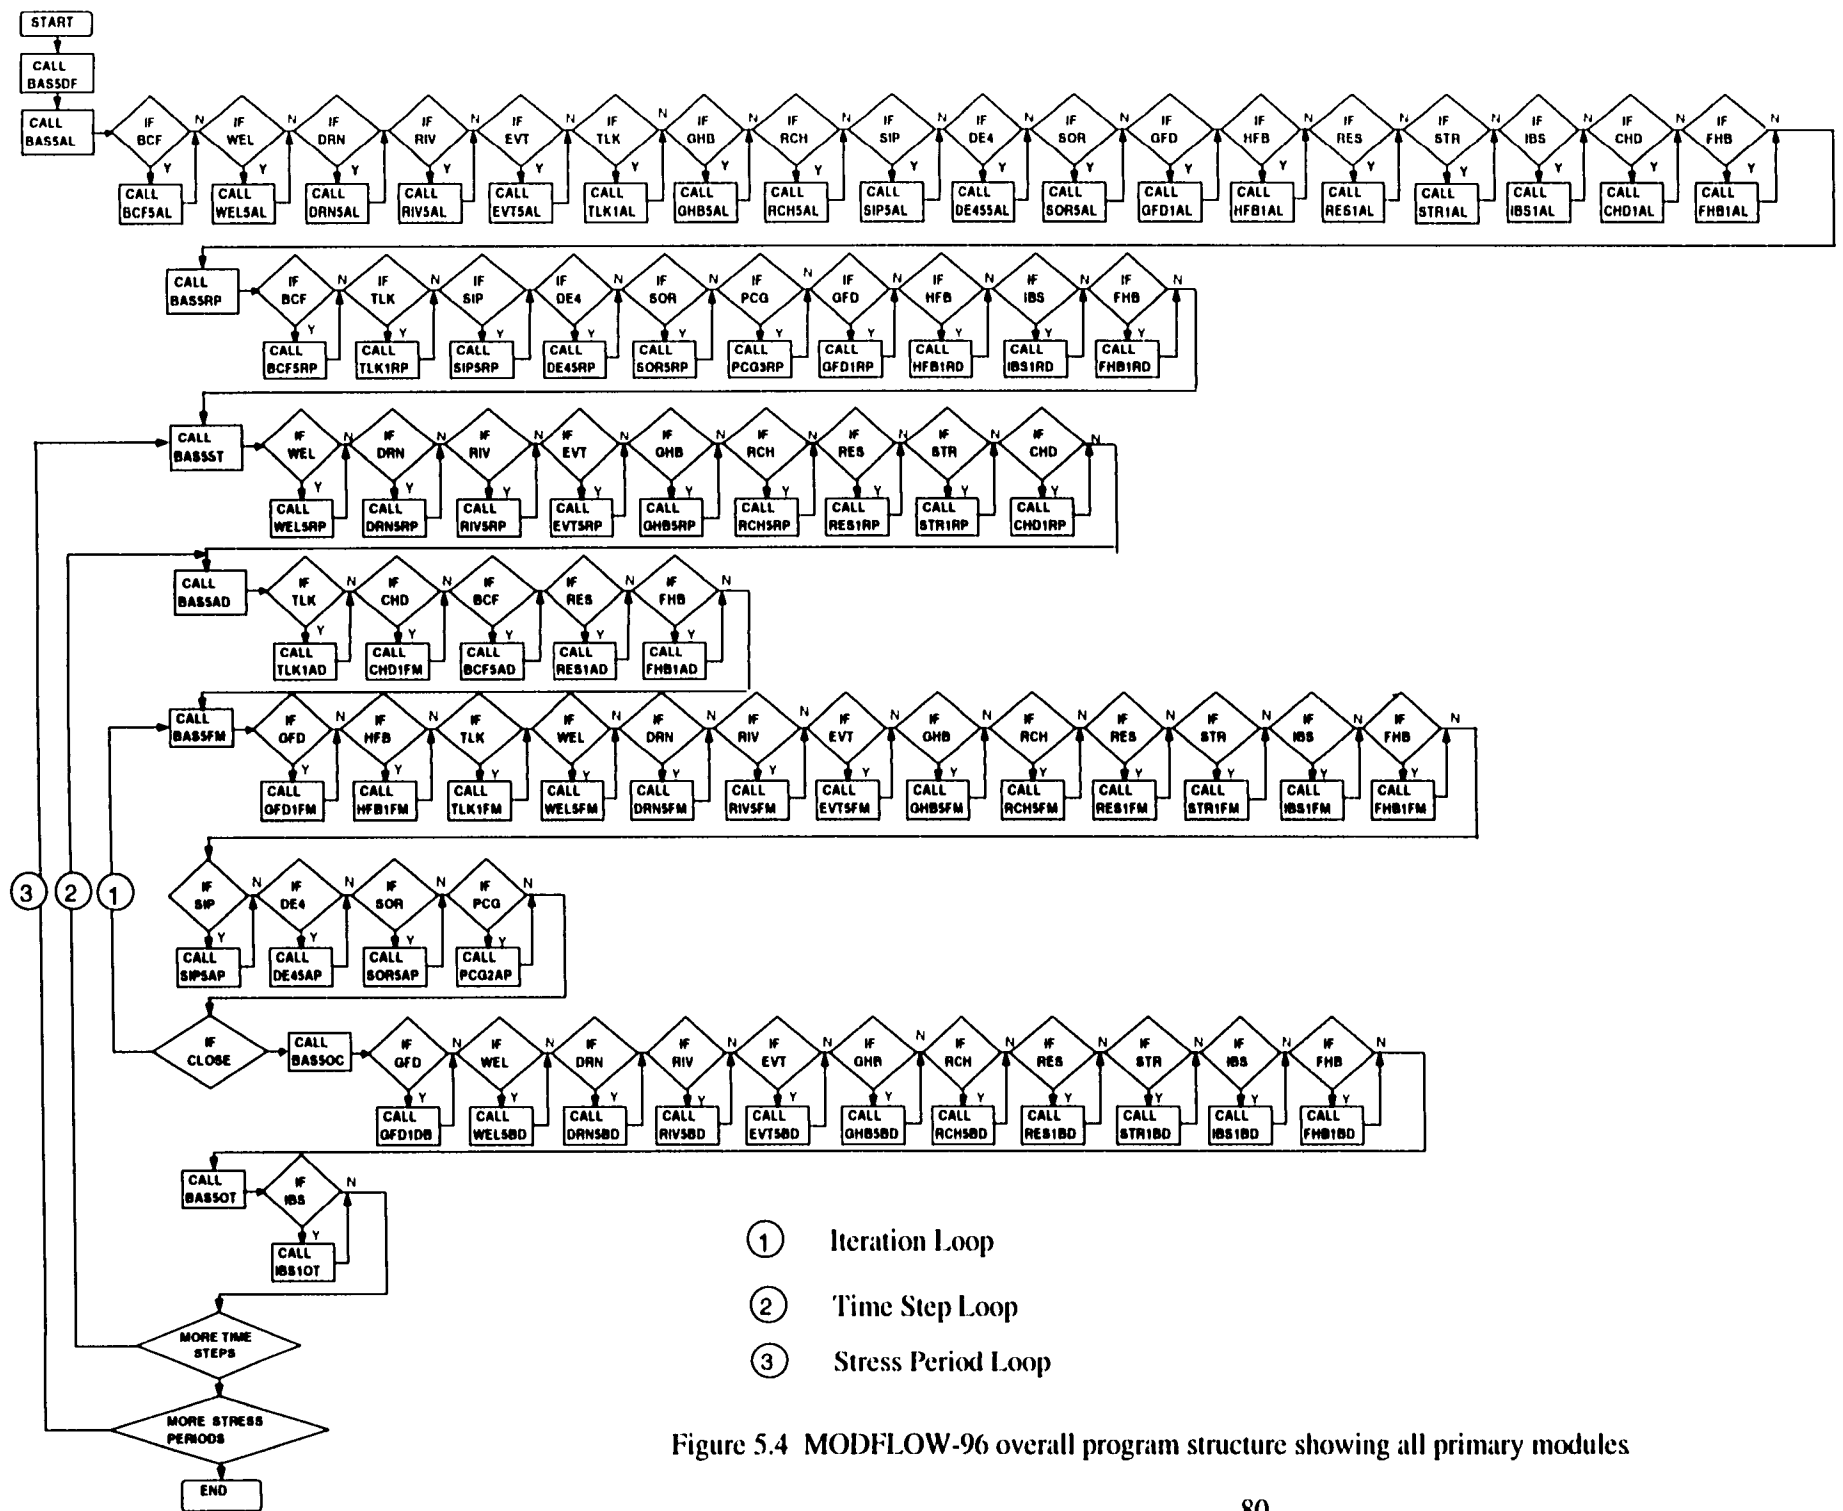 START
CALL
BAS5DF
CALL
BAS5AL
IF
BCF
N
Y
CALL
BCF5AL
IF
WEL
N
Y
CALL
WEL5AL
IF
DRN
Y
CALL
DRN5AL
IF
RIV
N
Y
CALL
RIV5AL
IF
EVT
N
Y
CALL
EVT5AL
IF
TLK
N
Y
CALL
TLK1AL
IF
GHB
N
Y
CALL
GHB5AL
IF
RCH
N
Y
CALL
RCH5AL
IF
SIP
N
Y
CALL
SIP5AL
IF
DE4
N
Y
CALL
DE455AL
IF
SOR
N
Y
CALL
SOR5AL
IF
GFD
N
Y
CALL
GFD1AL
IF
HFB
N
Y
CALL
HFB1AL
IF
RES
N
Y
CALL
RES1AL
IF
STR
N
Y
CALL
STR1AL
IF
IBS
N
Y
CALL
IBS1AL
IF
CHD
N
Y
CALL
CHD1AL
IF
FHB
N
Y
CALL
FHB1AL
CALL
BAS5RP
IF
BCF
N
Y
CALL
BCF5RP
IF
TLK
N
Y
CALL
TLK1RP
IF
SIP
Y
CALL
SIP5RP
IF
DE4
N
Y
CALL
DE45RP
IF
SOR
N
Y
CALL
SOR5RP
IF
PCG
N
Y
CALL
PCG5RP
IF
GFD
N
Y
CALL
GFD1RP
IF
HFB
N
Y
CALL
HFB1RD
IF
IBS
N
Y
CALL
IBS1RD
IF
FHB
N
Y
CALL
FHB1RD
CALL
BAS5ST
IF
WEL
N
Y
CALL
WEL5RP
IF
DRN
N
Y
CALL
DRN5RP
IF
RIV
N
Y
CALL
RIV5RP
IF
EVT
N
Y
CALL
EVT5RP
IF
GHB
N
Y
CALL
GHB5RP
IF
RCH
N
Y
CALL
RCH5RP
IF
RES
N
Y
CALL
RES1RP
IF
STR
N
Y
CALL
STR1RP
IF
CHD
N
Y
CALL
CHD1RP
CALL
BAS5AD
IF
TLK
N
Y
CALL
TLK1AD
IF
CHD
N
Y
CALL
CHD1FM
IF
BCF
N
Y
CALL
BCF5AD
IF
RES
N
Y
CALL
RES1AD
IF
FHB
N
Y
CALL
FHB1AD
CALL
BAS5FM
IF
GFD
N
Y
CALL
GFD1FM
IF
HFB
N
Y
CALL
HFB1FM
IF
TLK
Y
CALL
TLK1FM
IF
WEL
N
Y
CALL
WEL5FM
IF
DRN
N
Y
CALL
DRN5FM
IF
RIV
N
Y
CALL
RIV5FM
IF
EVT
N
Y
CALL
EVT5FM
IF
GHB
N
Y
CALL
GHB5FM
IF
RCH
N
Y
CALL
RCH5FM
IF
RES
N
Y
CALL
RES1FM
IF
STR
N
Y
CALL
STR1FM
IF
IBS
N
Y
CALL
IBS1FM
IF
FHB
N
Y
CALL
FHB1FM
3
2
1
IF
SIP
N
Y
CALL
SIP5AP
IF
DE4
N
Y
CALL
DE45AP
IF
SOR
N
Y
CALL
SOR5AP
IF
PCG
N
Y
CALL
PCG2AP
IF
CLOSE
CALL
BAS5OC
IF
GFD
N
Y
CALL
GFD1DB
IF
WEL
N
Y
CALL
WEL5BD
IF
DRN
N
Y
CALL
DRN5BD
IF
RIV
N
Y
CALL
RIV5BD
IF
EVT
N
Y
CALL
EVT5BD
IF
GHB
N
Y
CALL
GHB5BD
IF
RCH
N
Y
CALL
RCH5BD
IF
RES
N
Y
CALL
RES1BD
IF
STR
N
Y
CALL
STR1BD
IF
IBS
N
Y
CALL
IBS1BD
IF
FHB
N
Y
CALL
FHB1BD
CALL
BAS5OT
IF
IBS
N
Y
CALL
IBS1OT
MORE TIME
STEPS
MORE STRESS
PERIODS
END
1 Iteration Loop
2 Time Step Loop
3 Stress Period Loop
Figure 5.4 MODFLOW-96 overall program structure showing all primary modules
80